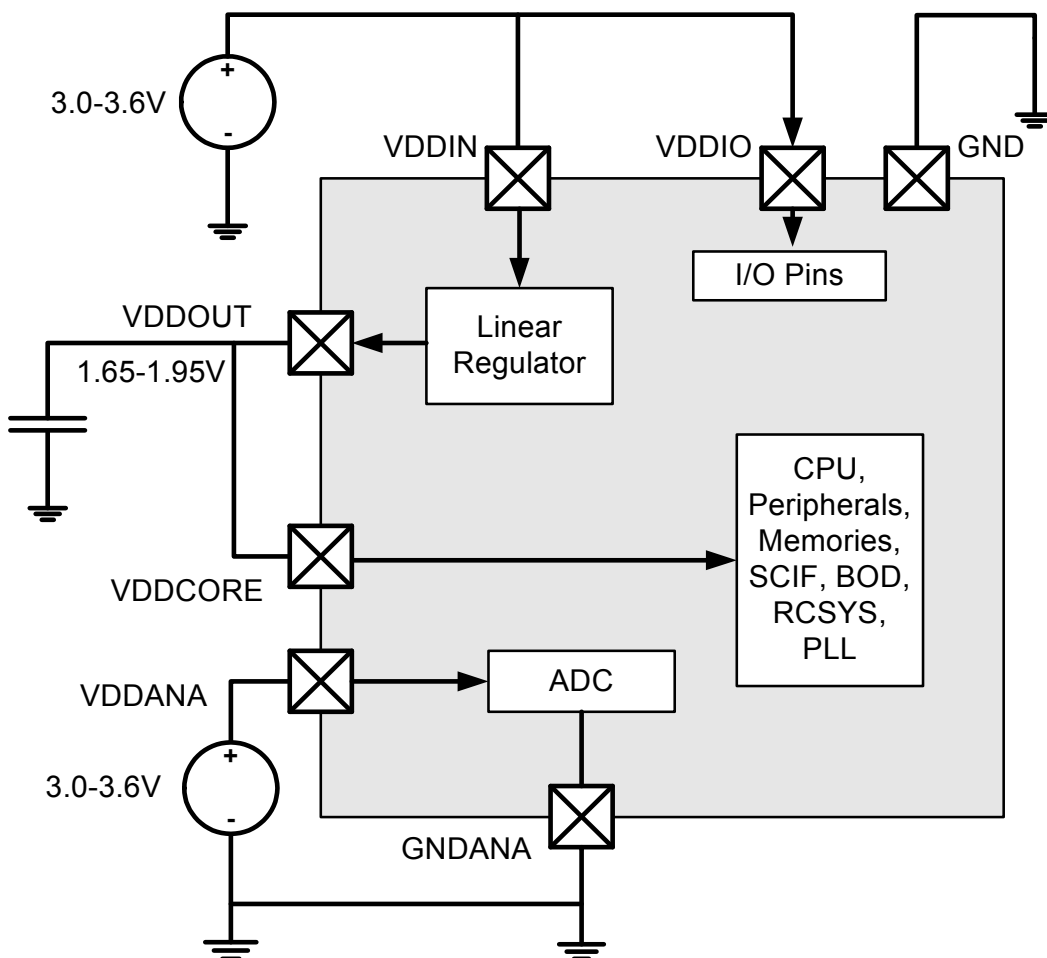 +
3.0-3.6V
-
VDDIN
VDDIO
GND
I/O Pins
VDDOUT
Linear
Regulator
1.65-1.95V
CPU,
Peripherals,
Memories,
SCIF, BOD,
RCSYS,
PLL
VDDCORE
ADC
VDDANA
+
3.0-3.6V
-
GNDANA